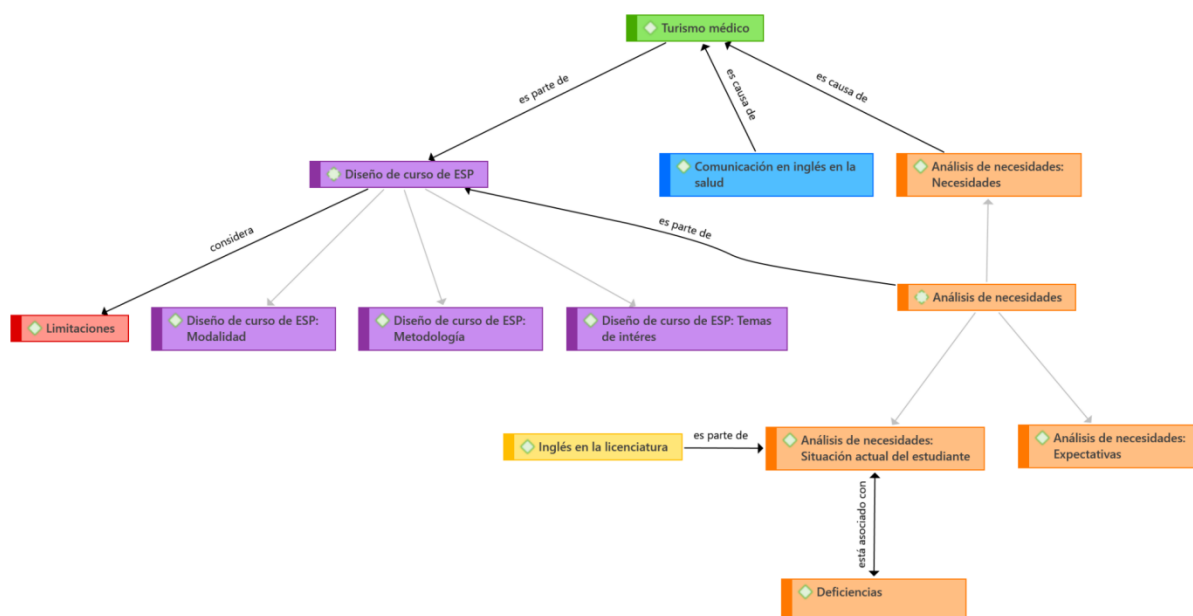 Turismo médico
es parte de
es causa de
es causa de
Diseño de curso de ESP
Comunicación en inglés en la
salud
Análisis de necesidades:
Necesidades
considera
es parte de
Análisis de necesidades
Limitaciones
Diseño de curso de ESP:
Modalidad
Diseño de curso de ESP:
Metodología
Diseño de curso de ESP: Temas
de intéres
Inglés en la licenciatura
es parte de
Análisis de necesidades:
Situación actual del estudiante
Análisis de necesidades:
Expectativas
está asociado con
Deficiencias